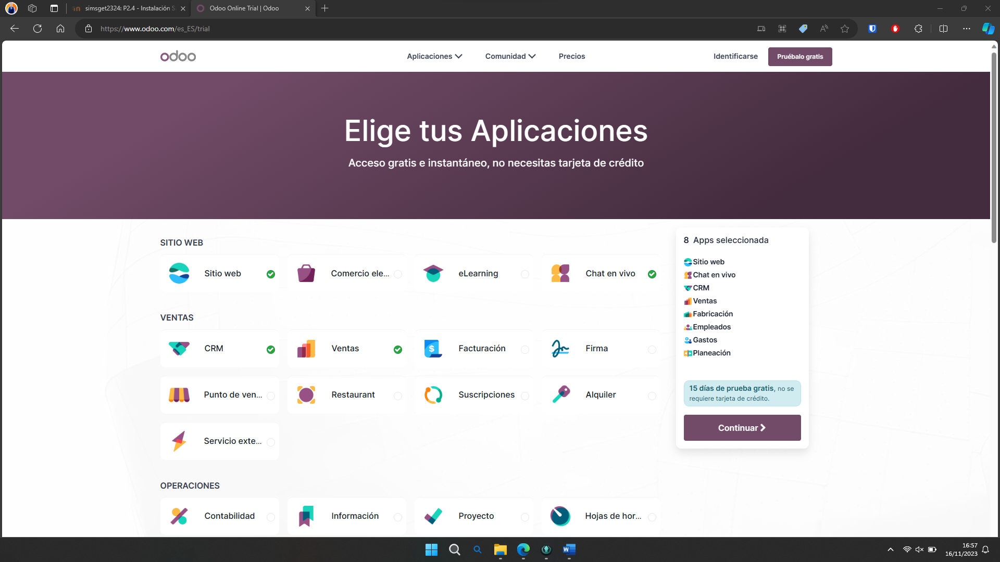 simsget2324: P2.4 - Instalación S
Odoo Online Trial | Odoo
https://www.odoo.com/es_ES/trial
odoo
Aplicaciones
Comunidad
Precios
Identificarse
Pruébalo gratis
Elige tus Aplicaciones
Acceso gratis e instantáneo, no necesitas tarjeta de crédito
SITIO WEB
Sitio web
Comercio ele...
eLearning
Chat en vivo
VENTAS
CRM
Ventas
Facturación
Firma
Punto de ven...
Restaurant
Suscripciones
Alquiler
Servicio exte...
OPERACIONES
Contabilidad
Información
Proyecto
Hojas de hor...
8 Apps seleccionada
Sitio web
Chat en vivo
CRM
Ventas
Fabricación
Empleados
Gastos
Planeación
15 días de prueba gratis, no se
requiere tarjeta de crédito.
Continuar
16:57
16/11/2023